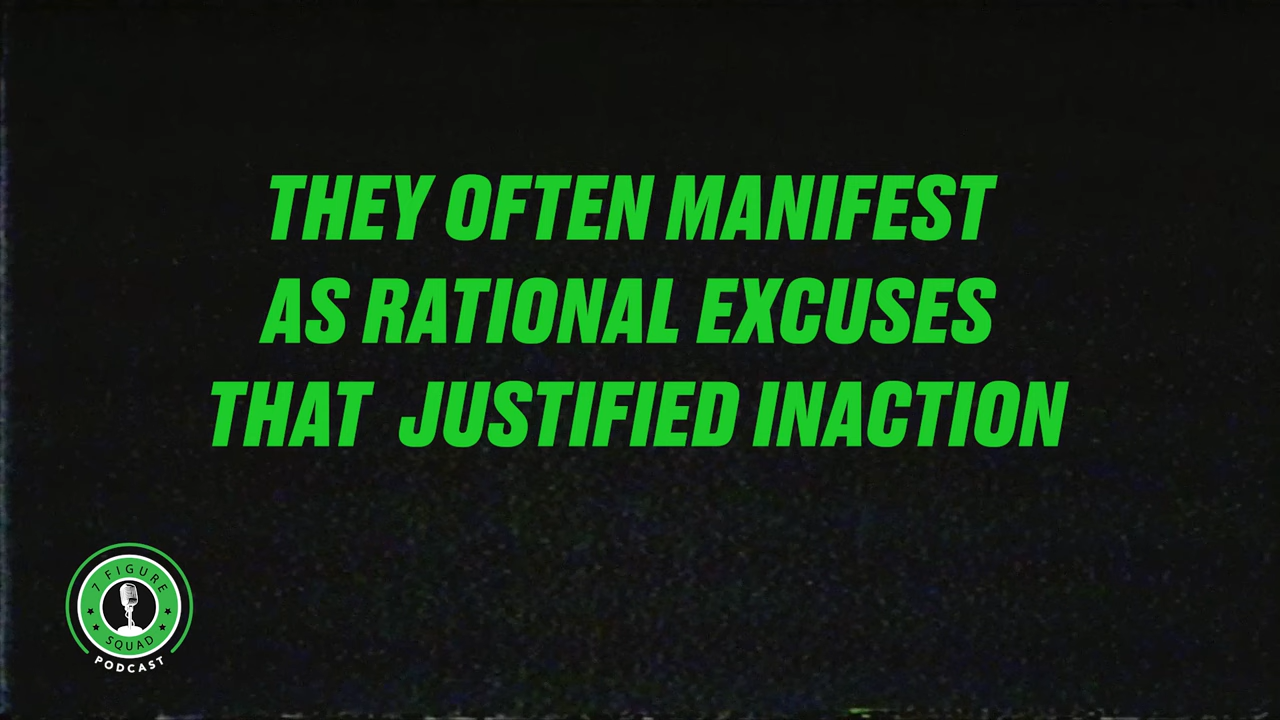 THEY OFTEN MANIFEST
AS RATIONAL EXCUSES
THAT  JUSTIFIED INACTION
7 FIGURE
SQUAD
PODCAST